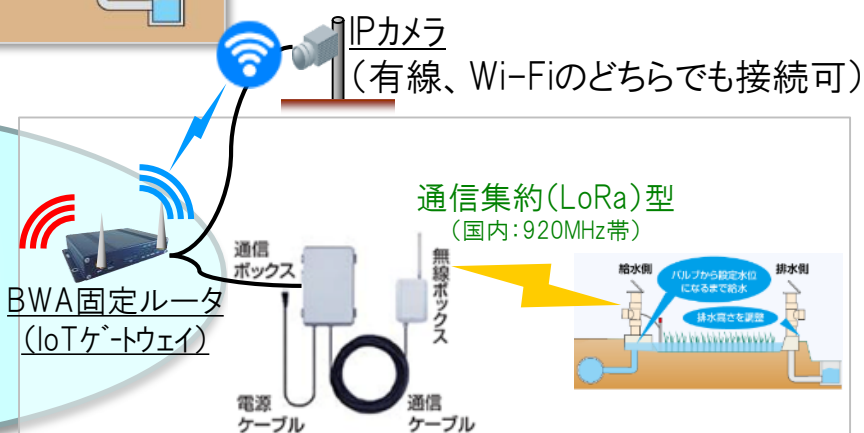 IPカメラ
（有線、Wi-Fiのどちらでも接続可）
通信集約（LoRa）型
（国内：920MHz帯）
通信
ボックス
無線ボックス
給水側
バルブから設定水位
になるまで給水
排水側
排水高さを調整
BWA固定ルータ
（IoTｹﾞｰﾄウェイ）
電源
ケーブル
通信
ケーブル